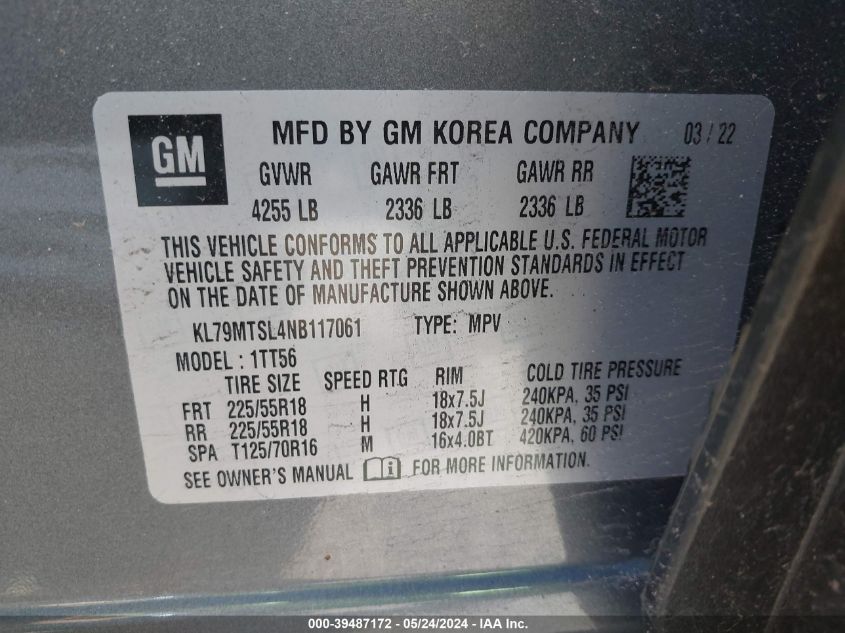 GM
MFD BY GM KOREA COMPANY 03 / 22
GVWR GAWR FRT GAWR RR
4255 LB 2336 LB 2336 LB
THIS VEHICLE CONFORMS TO ALL APPLICABLE U.S. FEDERAL MOTOR
VEHICLE SAFETY AND THEFT PREVENTION STANDARDS IN EFFECT
ON THE DATE OF MANUFACTURE SHOWN ABOVE.
KL79MTSL4NB117061 TYPE: MPV
MODEL : 1TT56
TIRE SIZE SPEED RTG RIM COLD TIRE PRESSURE
FRT 225/55R18 H 18x7.5J 240KPA, 35 PSI
RR 225/55R18 H 18x7.5J 240KPA, 35 PSI
SPA T125/70R16 M 16x4.0BT 420KPA, 60 PSI
SEE OWNER'S MANUAL FOR MORE INFORMATION.
000-39487172 - 05/24/2024 - IAA Inc.